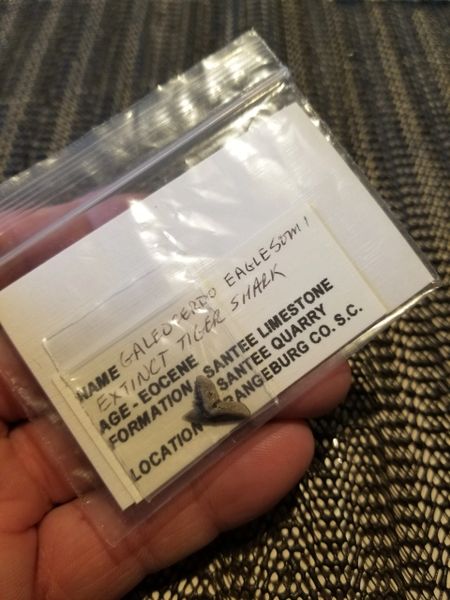 NAME GALEOCERDO EAGLESOMI
EXTINCT TIGER SHARK
AGE - EOCENE
FORMATION - SANTEE LIMESTONE
SANTEE QUARRY
LOCATION RANGEBURG CO. S.C.